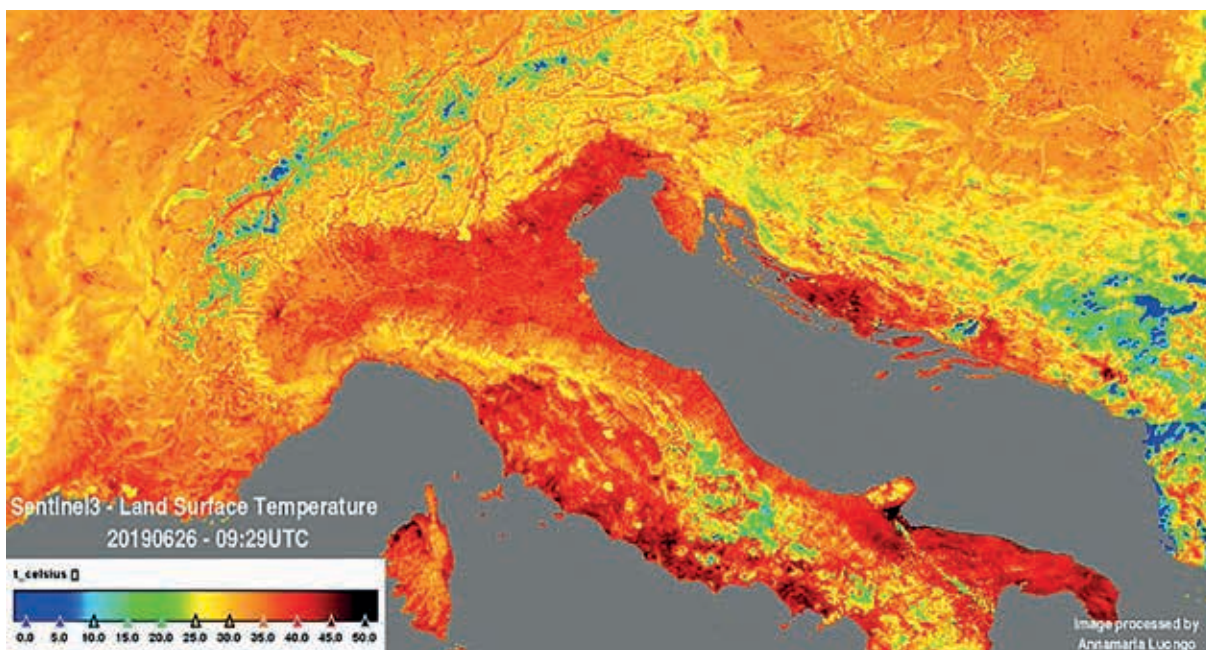 Sentinel3 - Land Surface Temperature
20190626 - 09:29UTC
t_celsius []
0.0 5.0 10.0 15.0 20.0 25.0 30.0 35.0 40.0 45.0 50.0
Image processed by
Annamaria Luongo